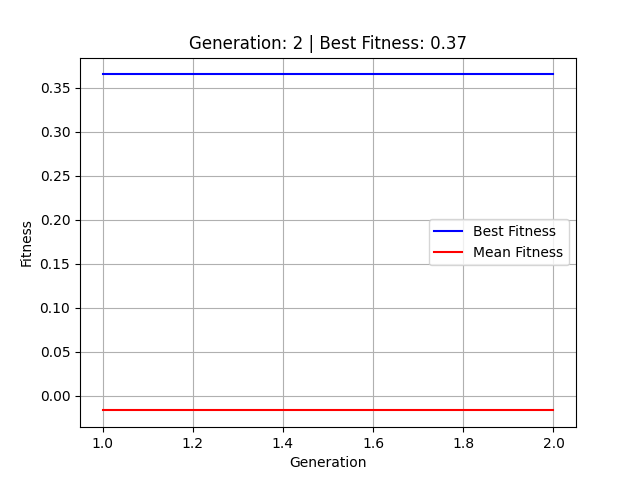 Generation: 2 | Best Fitness: 0.37
Fitness
0.35
0.30
0.25
0.20
0.15
0.10
0.05
0.00
Best Fitness
Mean Fitness
1.0 1.2 1.4 1.6 1.8 2.0
Generation